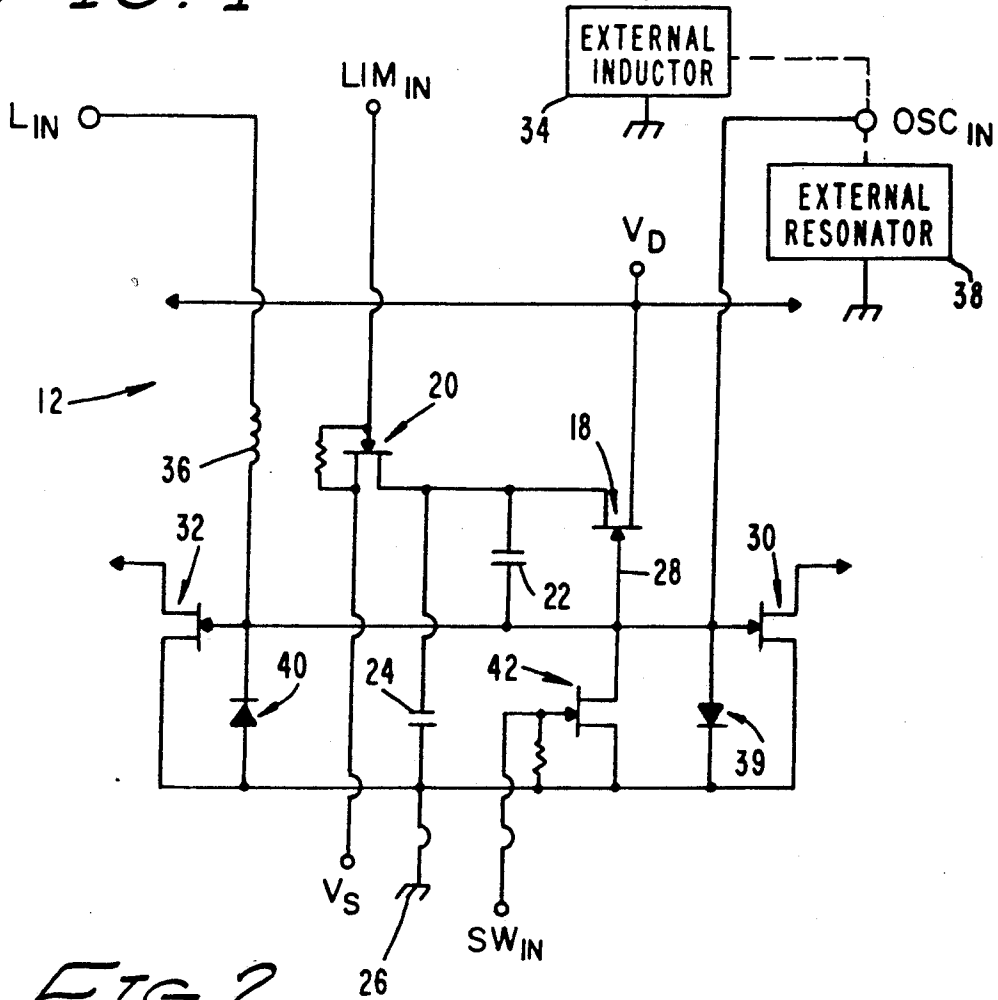 FIG. 1
EXTERNAL
INDUCTOR
LIM IN
L IN
34
OSC IN
EXTERNAL
RESONATOR
V D
38
12
20
18
36
32
30
28
22
40
24
42
39
V S
SW IN
26
FIG. 2